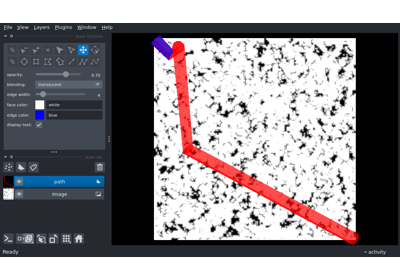 File View Layers Plugins Window Help
opacity: 0.70
blending: translucent
edge width: 4
face color: white
edge color: blue
display text:
path
Image
activity